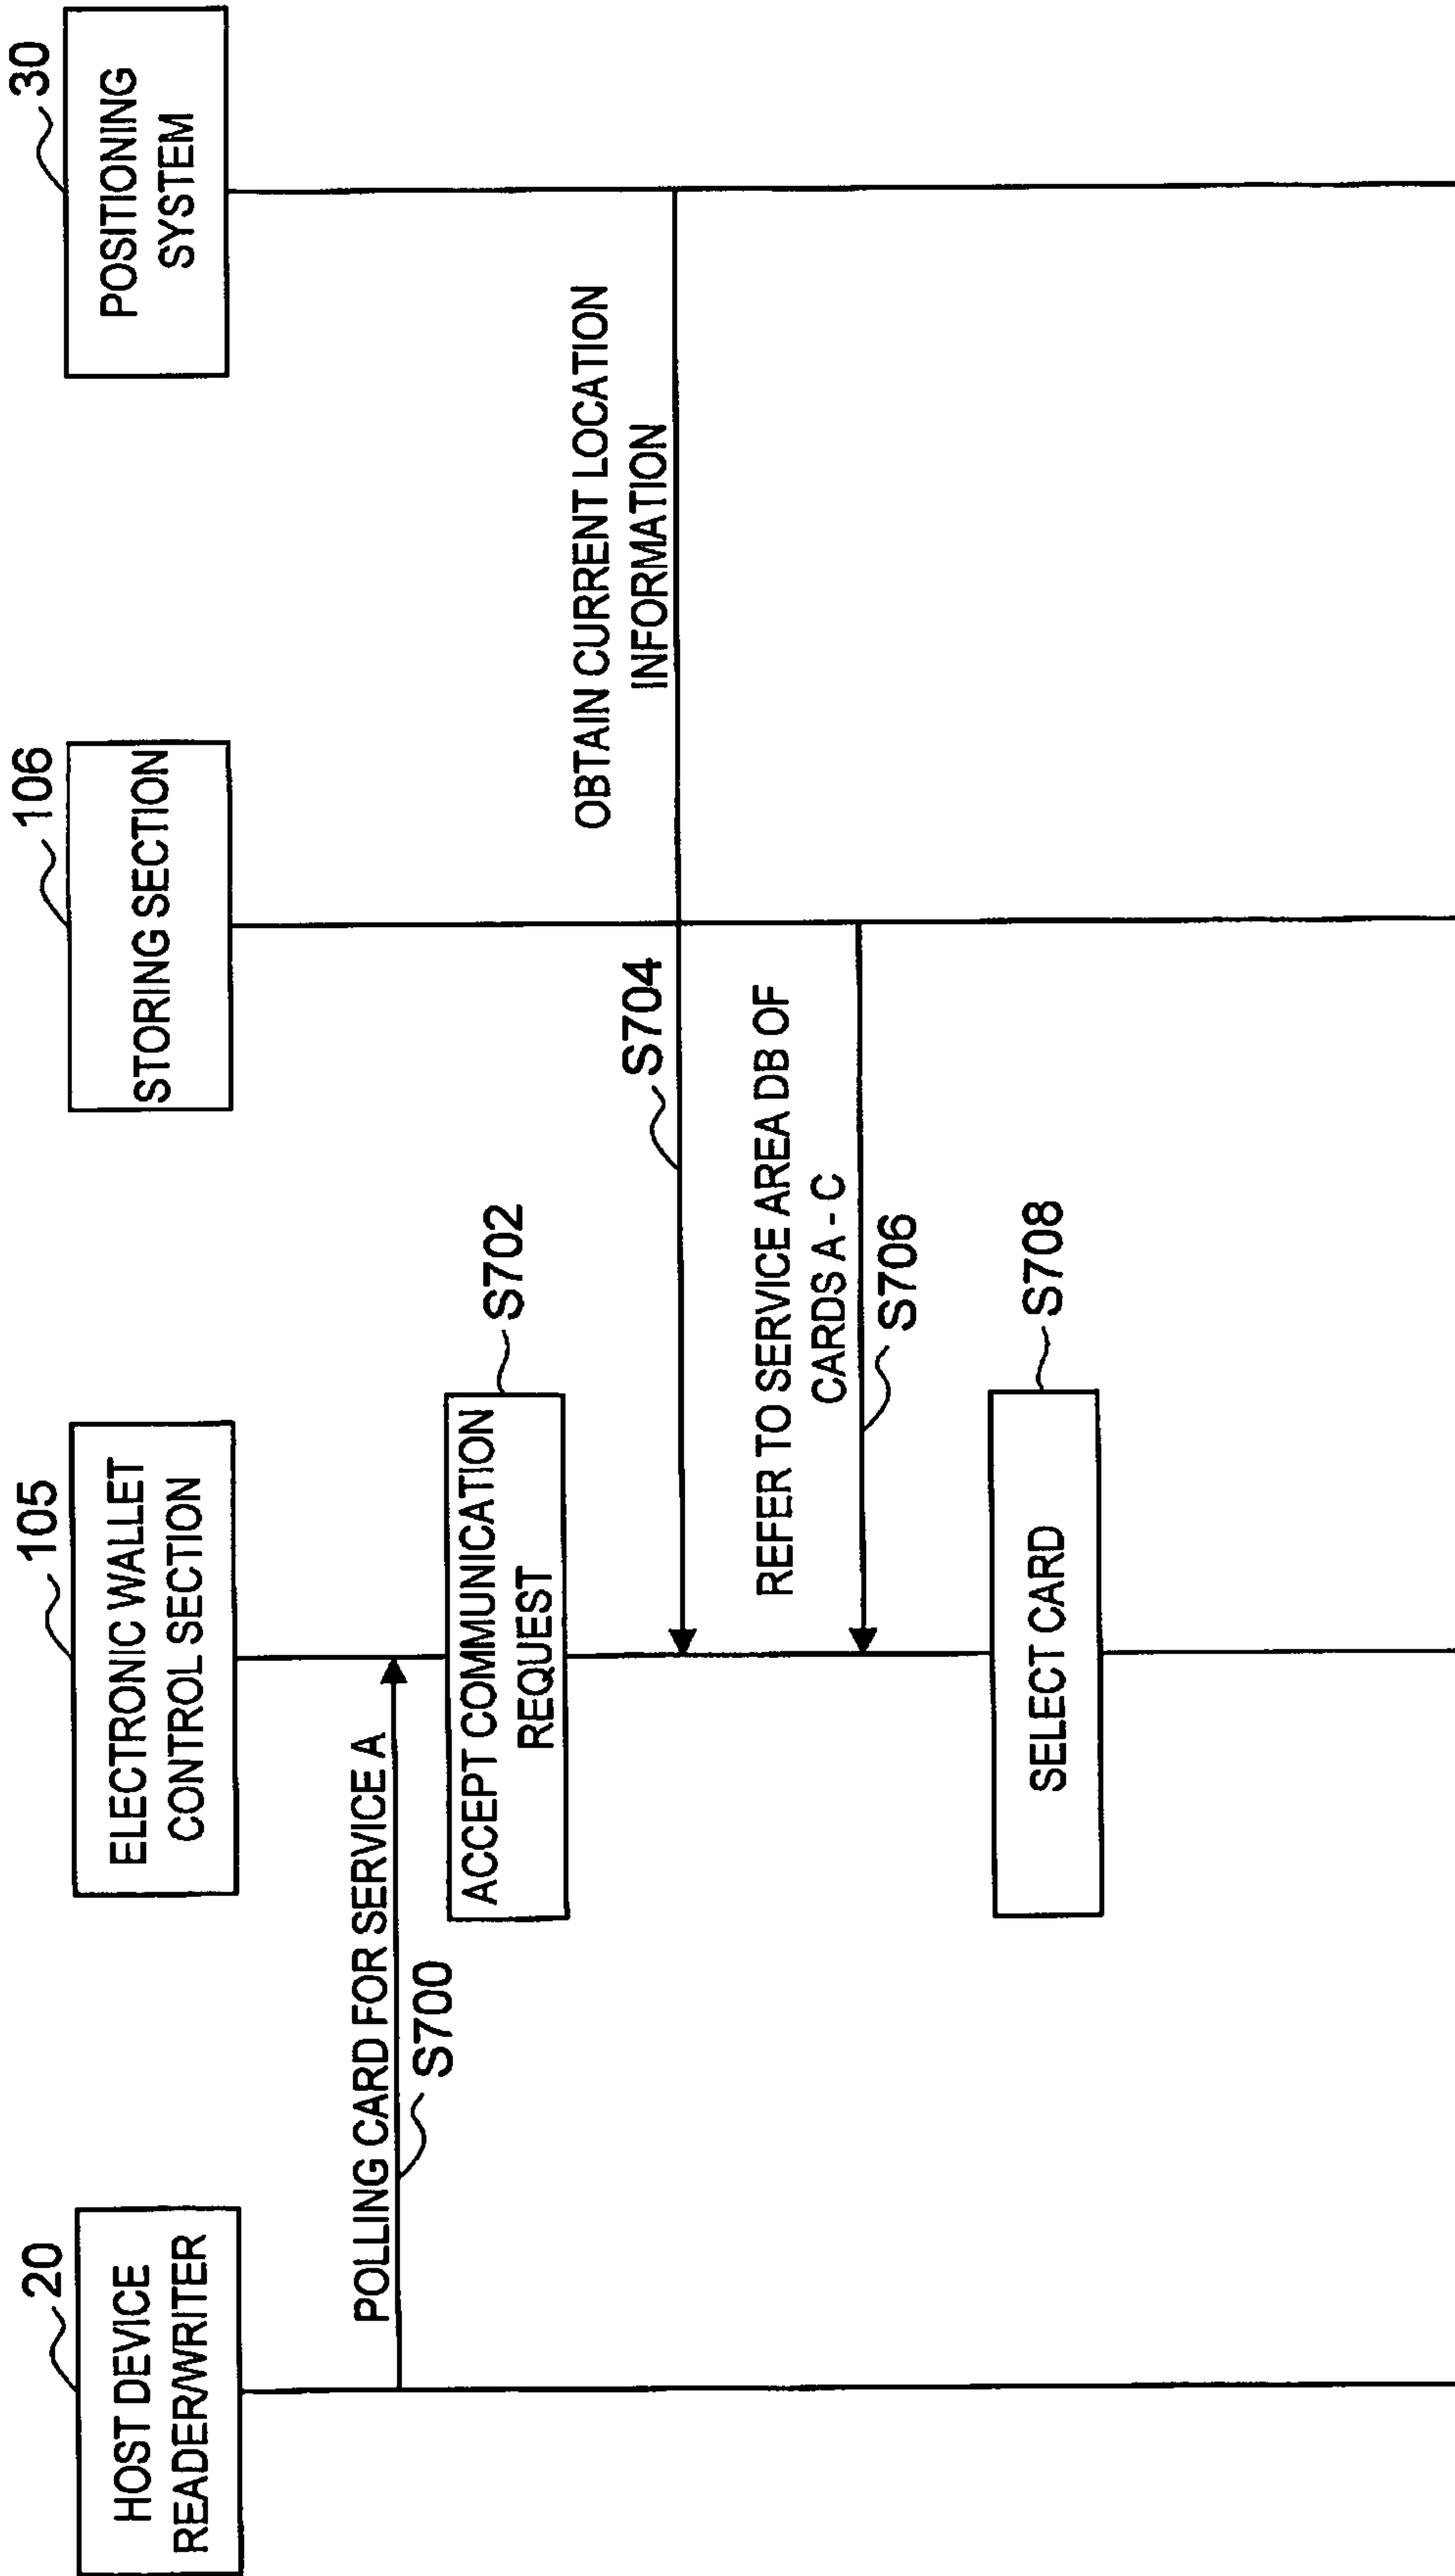 20
HOST DEVICE
READER/WRITER
105
ELECTRONIC WALLET
CONTROL SECTION
106
STORING SECTION
30
POSITIONING
SYSTEM
POLLING CARD FOR SERVICE A
S700
ACCEPT COMMUNICATION
REQUEST
S702
OBTAIN CURRENT LOCATION
INFORMATION
S704
REFER TO SERVICE AREA DB OF
CARDS A - C
S706
SELECT CARD
S708